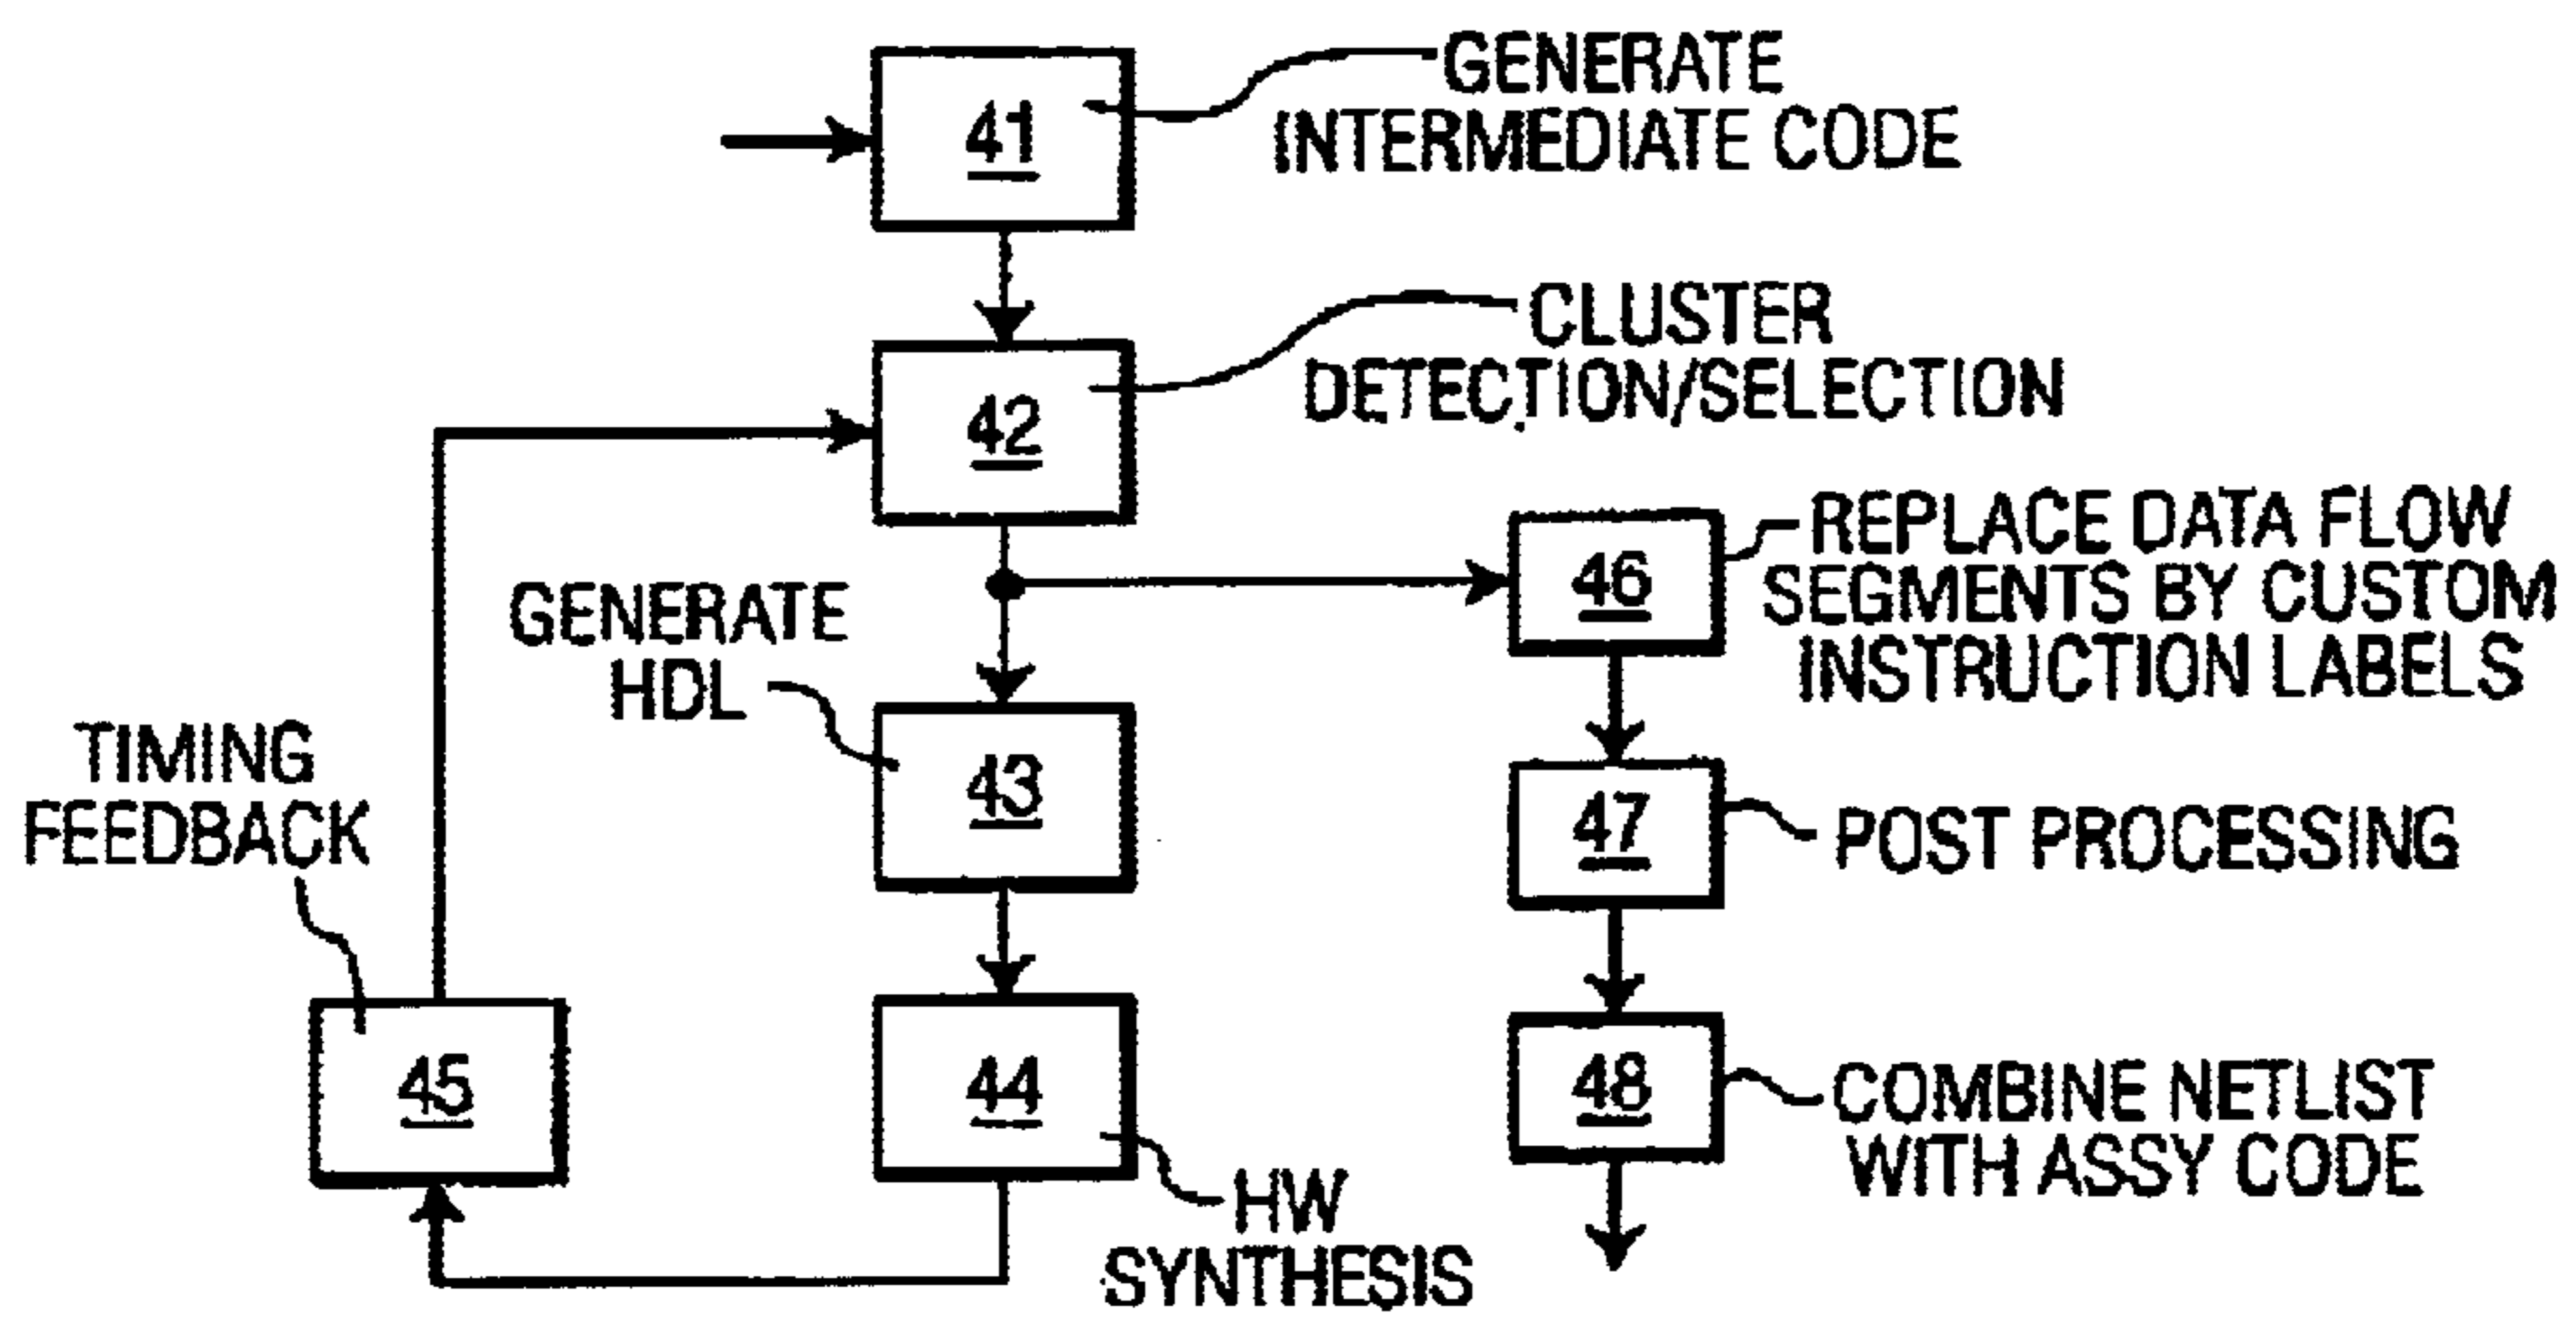 GENERATE
INTERMEDIATE CODE
41
CLUSTER
DETECTION/SELECTION
42
REPLACE DATA FLOW
SEGMENTS BY CUSTOM
INSTRUCTION LABELS
46
GENERATE
HDL
43
TIMING
FEEDBACK
45
47
POST PROCESSING
44
HW
SYNTHESIS
48
COMBINE NETLIST
WITH ASSY CODE